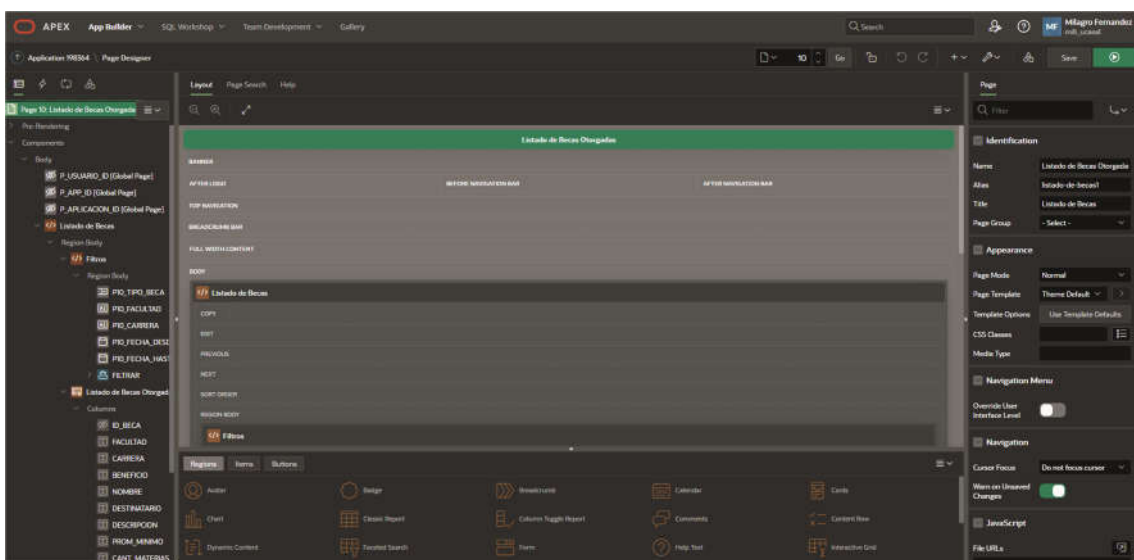 APEX App Builder SQL Workshop Team Development Gallery Search MF Milagro Fernandez
Application 198364 \ Page Designer 10 Go Save
Layout Page Search Help Page
Page 10: Listado de Becas Otorgada
Filter
Pre-Rendering
Components
Body
P_USUARIO_ID [Global Page]
P_APP_ID [Global Page]
P_APLICACION_ID [Global Page]
Listado de Becas
Region Body
Filtros
Region Body
P10_TIPO_BECA
P10_FACULTAD
P10_CARRERA
P10_FECHA_DESD
P10_FECHA_HAST
FILTRAR
Listado de Becas Otorgad
Columns
ID_BECA
FACULTAD
CARRERA
BENEFICIO
NOMBRE
DESTINATARIO
DESCRIPCION
PROM_MINIMO
CANT_MATERIAS
Listado de Becas Otorgadas
BANNER
AFTER LOGO BEFORE NAVIGATION BAR AFTER NAVIGATION BAR
TOP NAVIGATION
BREADCRUMB BAR
FULL WIDTH CONTENT
BODY
Listado de Becas
COPY
EDIT
PREVIOUS
NEXT
SORT ORDER
REGION BODY
Filtros
Regions Items Buttons
Avatar Badge Breadcrumb Calendar Cards
Chart Classic Report Column Toggle Report Comments Content Row
Dynamic Content Faceted Search Form Help Text Interactive Grid
Identification
Name Listado de Becas Otorgada
Alias listado-de-becas1
Title Listado de Becas
Page Group - Select -
Appearance
Page Mode Normal
Page Template Theme Default
Template Options Use Template Defaults
CSS Classes
Media Type
Navigation Menu
Override User
Interface Level
Navigation
Cursor Focus Do not focus cursor
Warn on Unsaved
Changes
JavaScript
File URLs